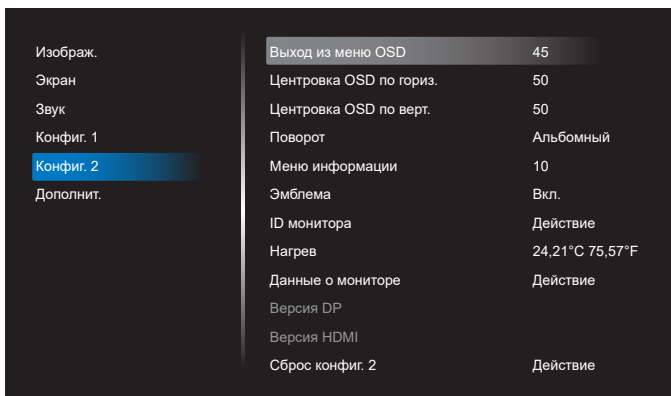 Изображ.
Экран
Звук
Конфиг. 1
Конфиг. 2
Дополнит.
Выход из меню OSD 45
Центровка OSD по гориз. 50
Центровка OSD по верт. 50
Поворот Альбомный
Меню информации 10
Эмблема Вкл.
ID монитора Действие
Нагрев 24,21°C 75,57°F
Данные о мониторе Действие
Версия DP
Версия HDMI
Сброс конфиг. 2 Действие